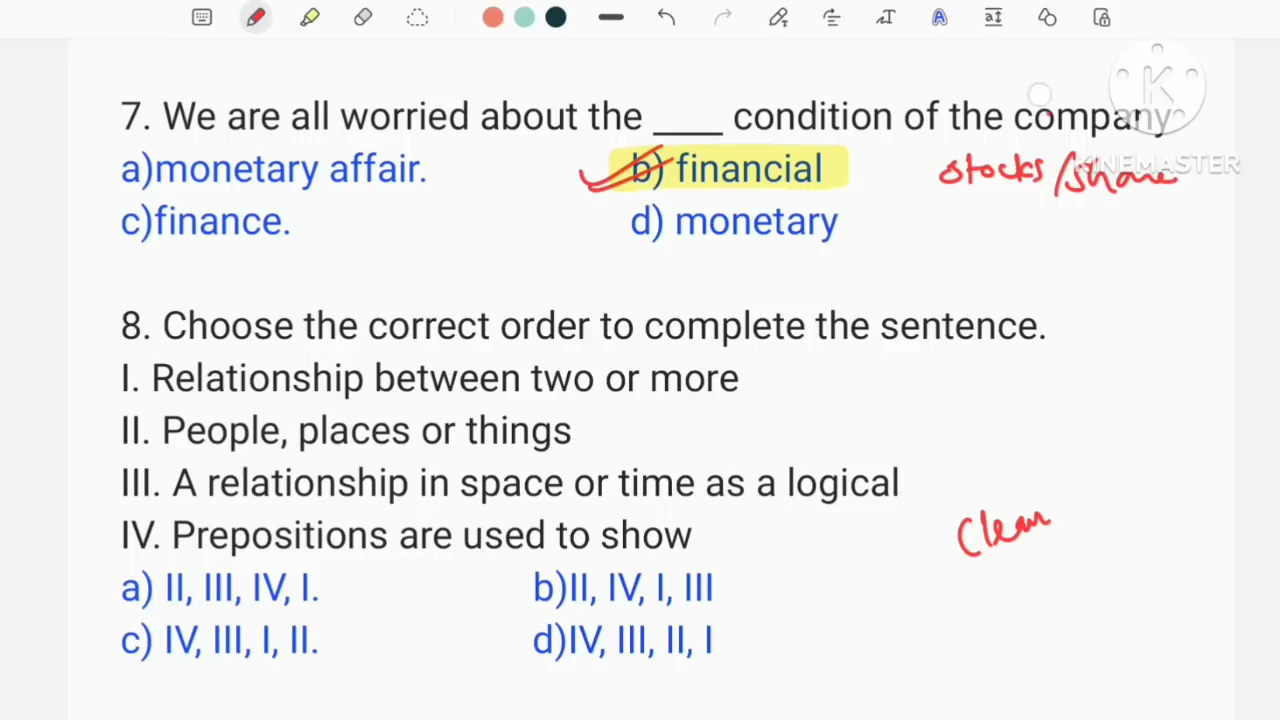 7. We are all worried about the ____ condition of the company
a)monetary affair. b) financial stocks/share
KINEMASTER
c)finance. d) monetary
8. Choose the correct order to complete the sentence.
I. Relationship between two or more
II. People, places or things
III. A relationship in space or time as a logical
IV. Prepositions are used to show
Clear
a) II, III, IV, I. b)II, IV, I, III
c) IV, III, I, II. d)IV, III, II, I